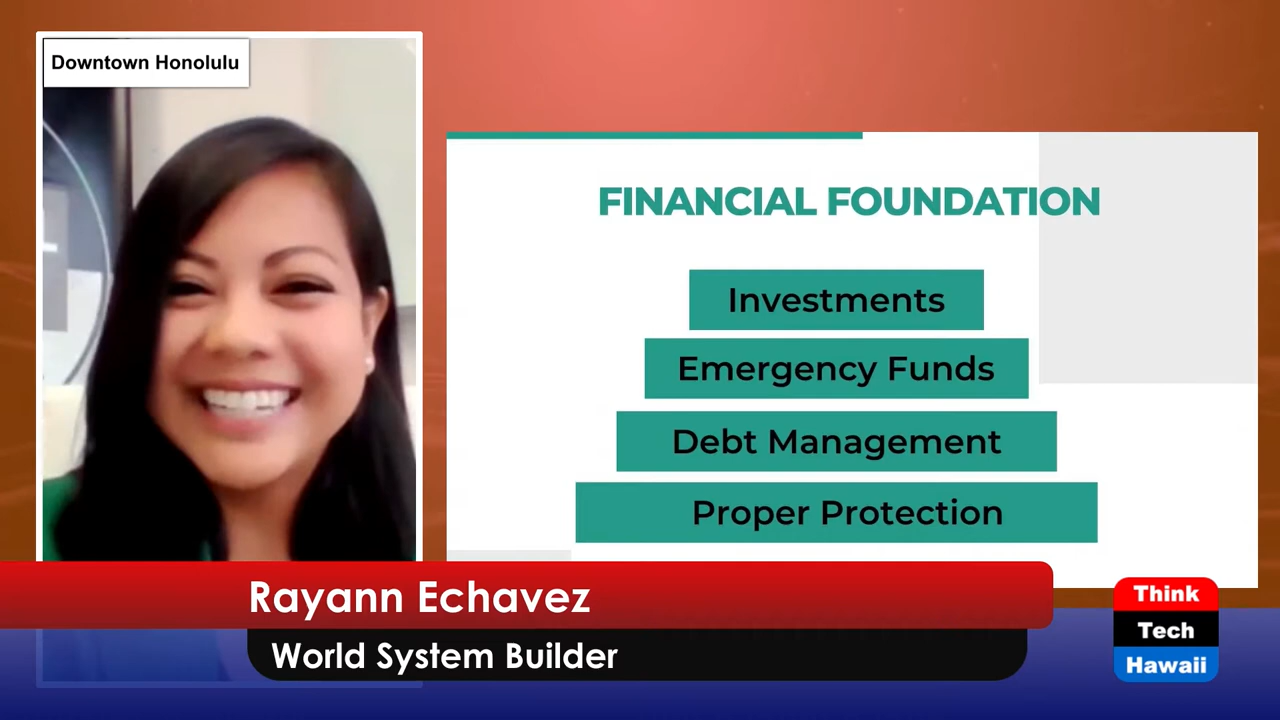 Downtown Honolulu
FINANCIAL FOUNDATION
Investments
Emergency Funds
Debt Management
Proper Protection
Rayann Echavez
World System Builder
Think
Tech
Hawaii